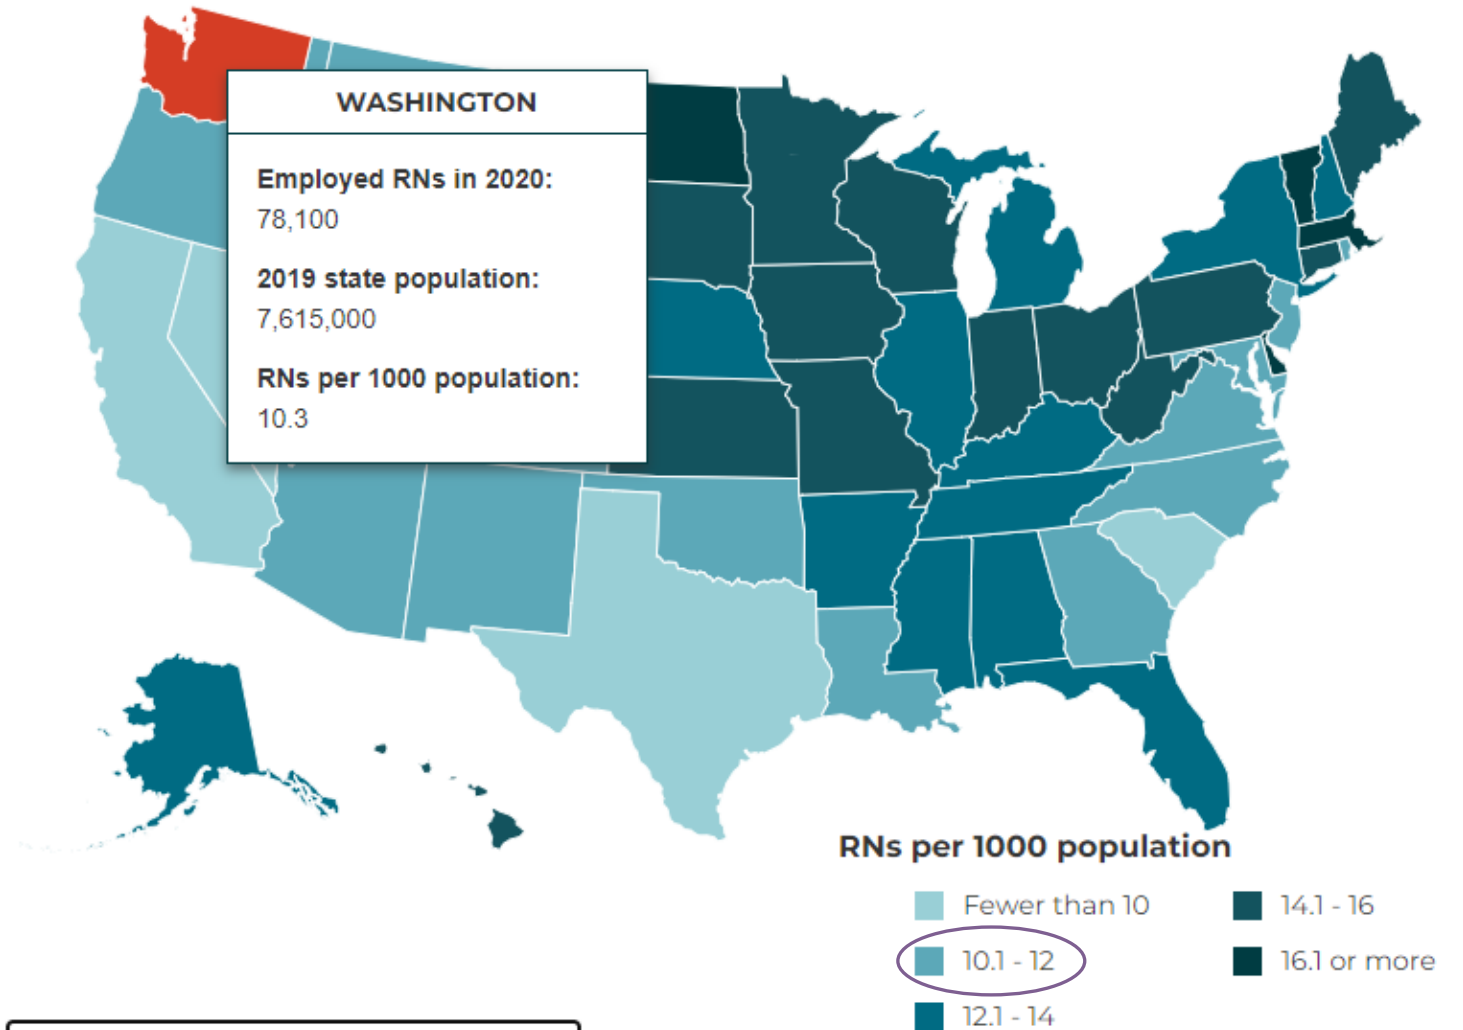 WASHINGTON
Employed RNs in 2020:
78,100
2019 state population:
7,615,000
RNs per 1000 population:
10.3
RNs per 1000 population
Fewer than 10
10.1 - 12
12.1 - 14
14.1 - 16
16.1 or more